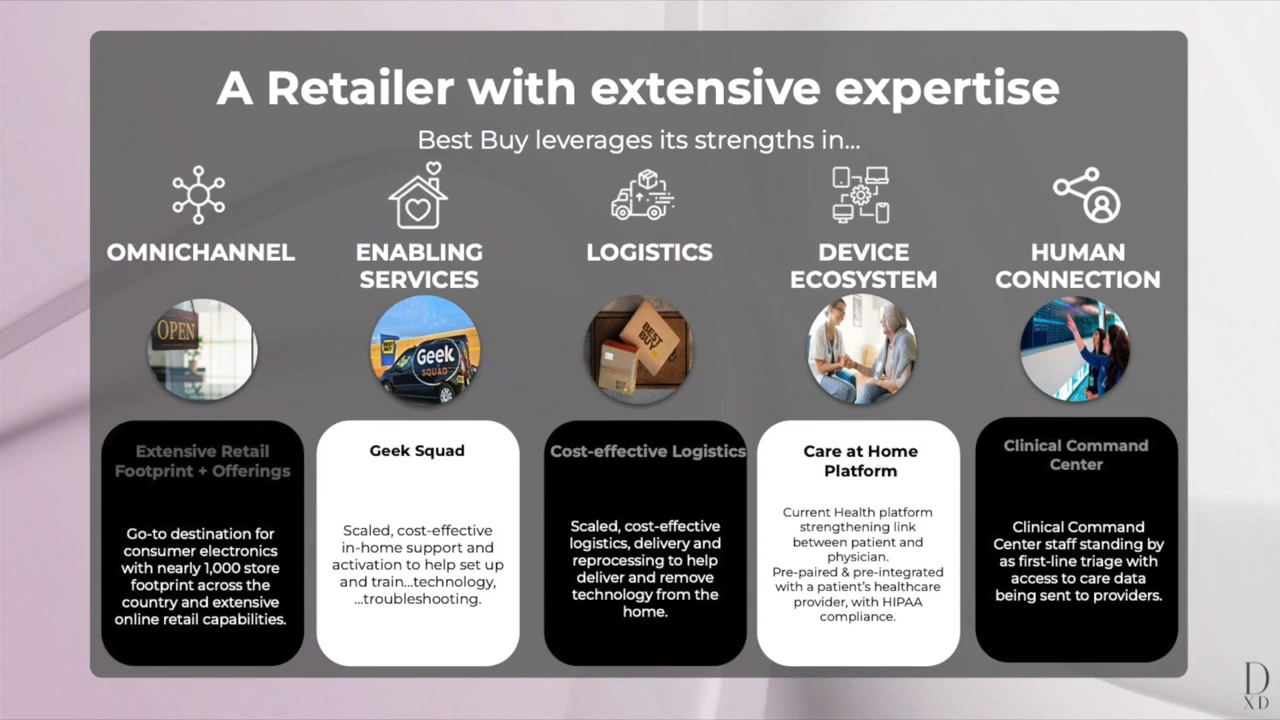 A Retailer with extensive expertise
Best Buy leverages its strengths in...
OMNICHANNEL
ENABLING
SERVICES
LOGISTICS
DEVICE
ECOSYSTEM
HUMAN
CONNECTION
OPEN
BEST
BUY
Geek
SQUAD
BEST
BUY
Extensive Retail
Footprint + Offerings
Go-to destination for
consumer electronics
with nearly 1,000 store
footprint across the
country and extensive
online retail capabilities.
Geek Squad
Scaled, cost-effective
in-home support and
activation to help set up
and train...technology,
...troubleshooting.
Cost-effective Logistics
Scaled, cost-effective
logistics, delivery and
reprocessing to help
deliver and remove
technology from the
home.
Care at Home
Platform
Current Health platform
strengthening link
between patient and
physician.
Pre-paired & pre-integrated
with a patient's healthcare
provider, with HIPAA
compliance.
Clinical Command
Center
Clinical Command
Center staff standing by
as first-line triage with
access to care data
being sent to providers.
D
XD